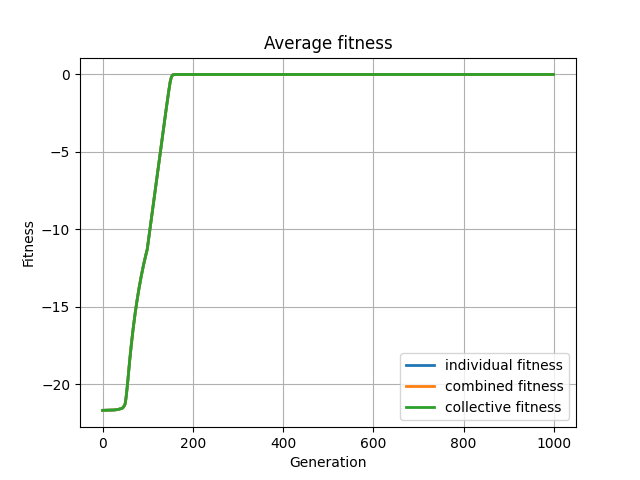 Average fitness
Fitness
0
−5
−10
−15
−20
0
200
400
600
800
1000
Generation
individual fitness
combined fitness
collective fitness